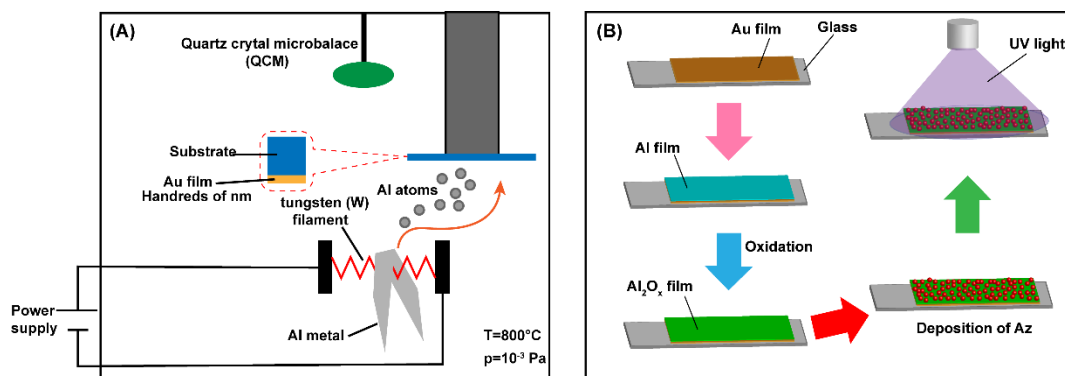 (A)
Quartz crytal microbalace
(QCM)
Substrate
Au film
Handreds of nm
Al atoms
tungsten (W)
filament
Power
supply
Al metal
T=800°C
p=10⁻³ Pa
(B)
Au film
Glass
UV light
Al film
Oxidation
Al₂Oₓ film
Deposition of Az